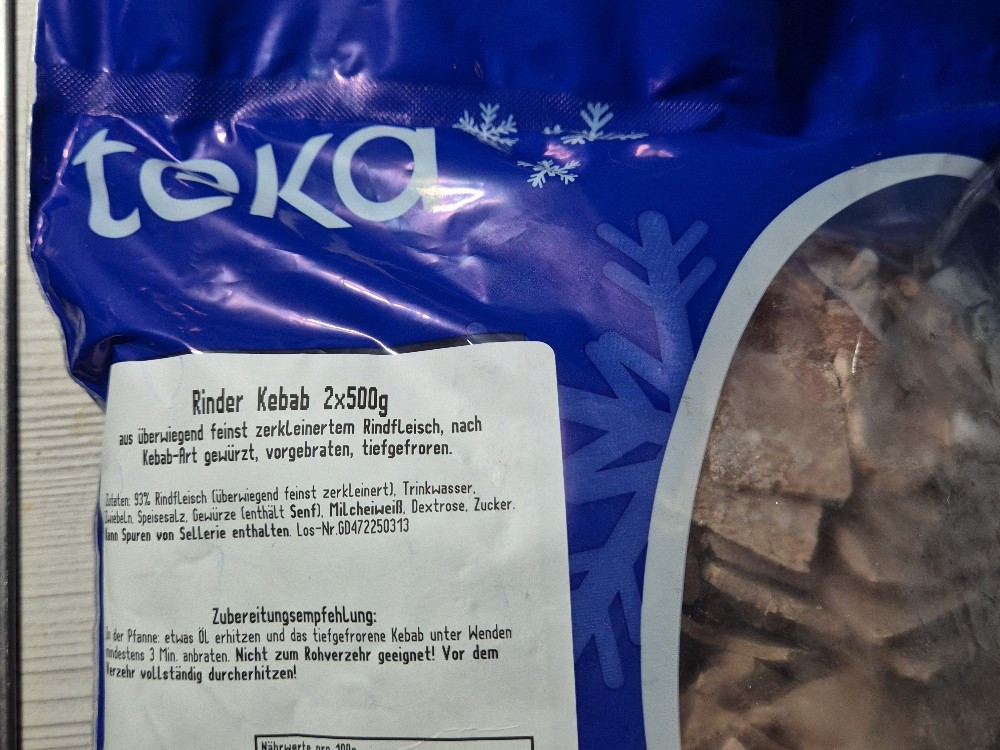 teka
Rinder Kebab 2x500g
aus überwiegend feinst zerkleinertem Rindfleisch, nach
Kebab-Art gewürzt, vorgebraten, tiefgefroren.
Zutaten: 93% Rindfleisch (überwiegend feinst zerkleinert), Trinkwasser,
Zwiebeln, Speisesalz, Gewürze (enthält Senf), Milcheiweiß, Dextrose, Zucker.
Kann Spuren von Sellerie enthalten. Los-Nr.GD472250313
Zubereitungsempfehlung:
In der Pfanne: etwas Öl erhitzen und das tiefgefrorene Kebab unter Wenden
mindestens 3 Min. anbraten. Nicht zum Rohverzehr geeignet! Vor dem
Verzehr vollständig durcherhitzen!
Nährwerte pro 100g